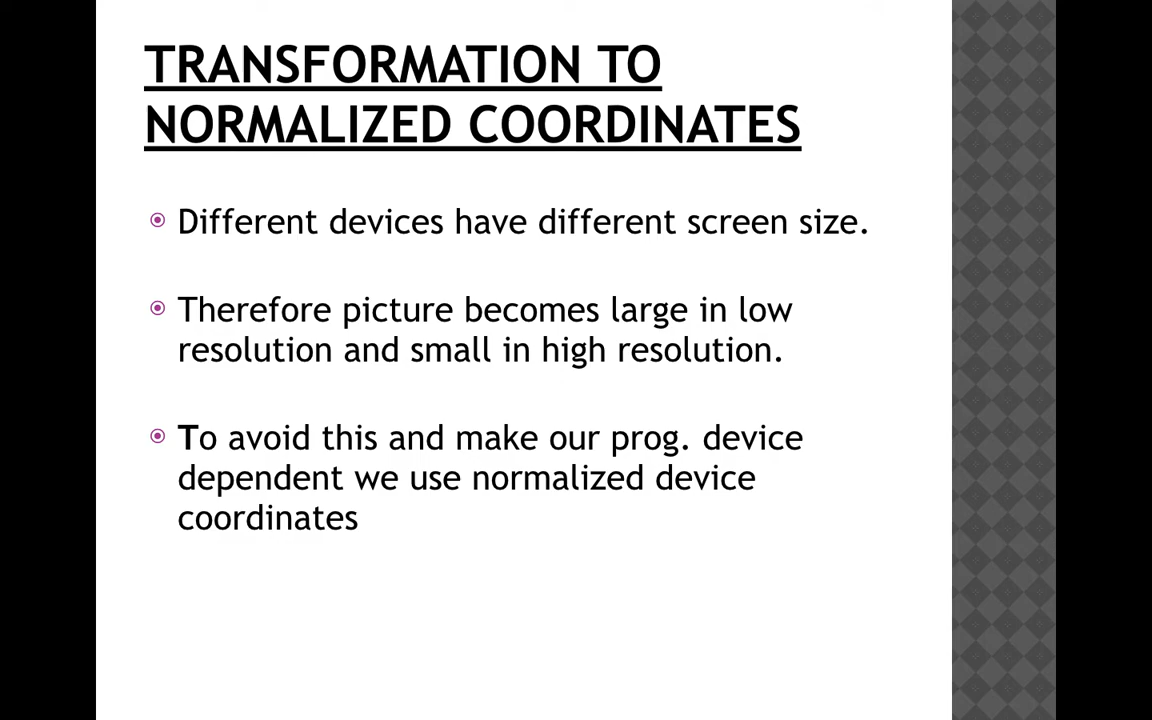 TRANSFORMATION TO
NORMALIZED COORDINATES
Different devices have different screen size.
Therefore picture becomes large in low
resolution and small in high resolution.
To avoid this and make our prog. device
dependent we use normalized device
coordinates